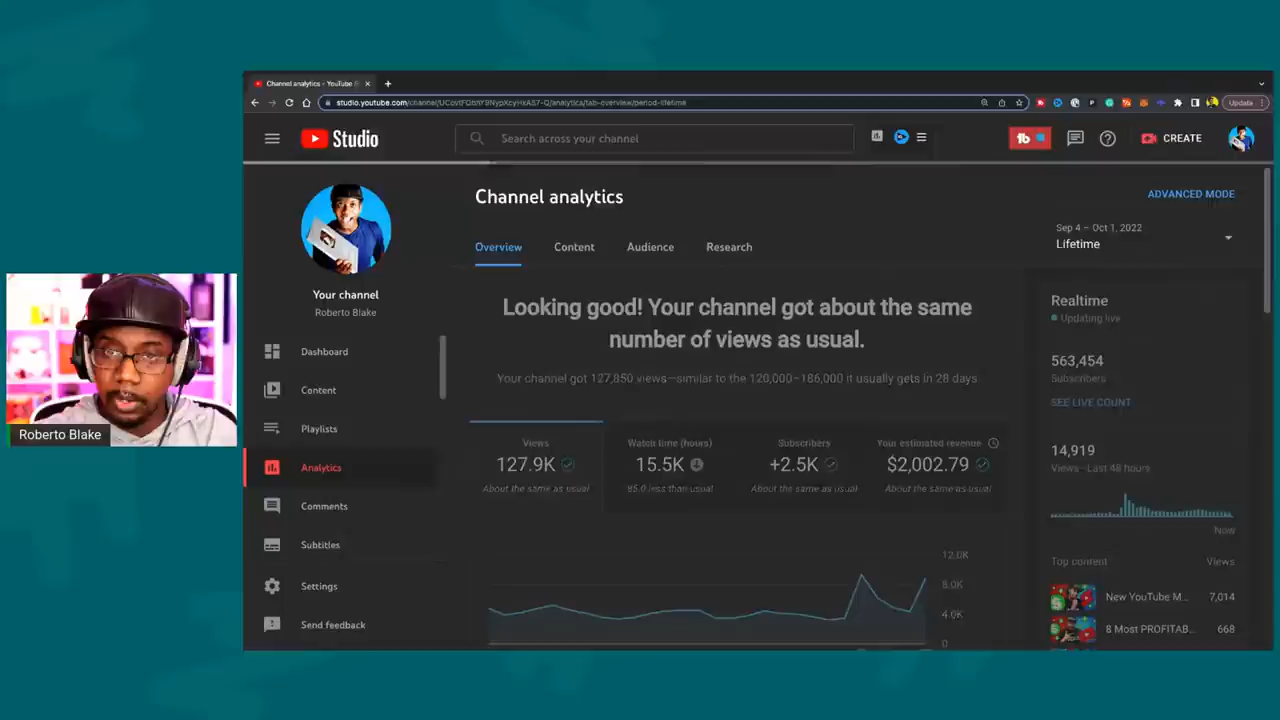 Channel analytics - YouTube S
studio.youtube.com/channel/UCovtFObhY9NypXcyHxAS7-Q/analytics/tab-overview/period-lifetime
Update
Studio
Search across your channel
tb
CREATE
Your channel
Roberto Blake
Dashboard
Content
Playlists
Analytics
Comments
Subtitles
Settings
Send feedback
Channel analytics
ADVANCED MODE
Overview
Content
Audience
Research
Sep 4 – Oct 1, 2022
Lifetime
Looking good! Your channel got about the same
number of views as usual.
Your channel got 127,850 views—similar to the 120,000–186,000 it usually gets in 28 days
Views
127.9K
About the same as usual
Watch time (hours)
15.5K
85.0 less than usual
Subscribers
+2.5K
About the same as usual
Your estimated revenue
$2,002.79
About the same as usual
12.0K
8.0K
4.0K
0
Realtime
Updating live
563,454
Subscribers
SEE LIVE COUNT
14,919
Views • Last 48 hours
Now
Top content
Views
New YouTube M...
7,014
8 Most PROFITAB...
668
Roberto Blake